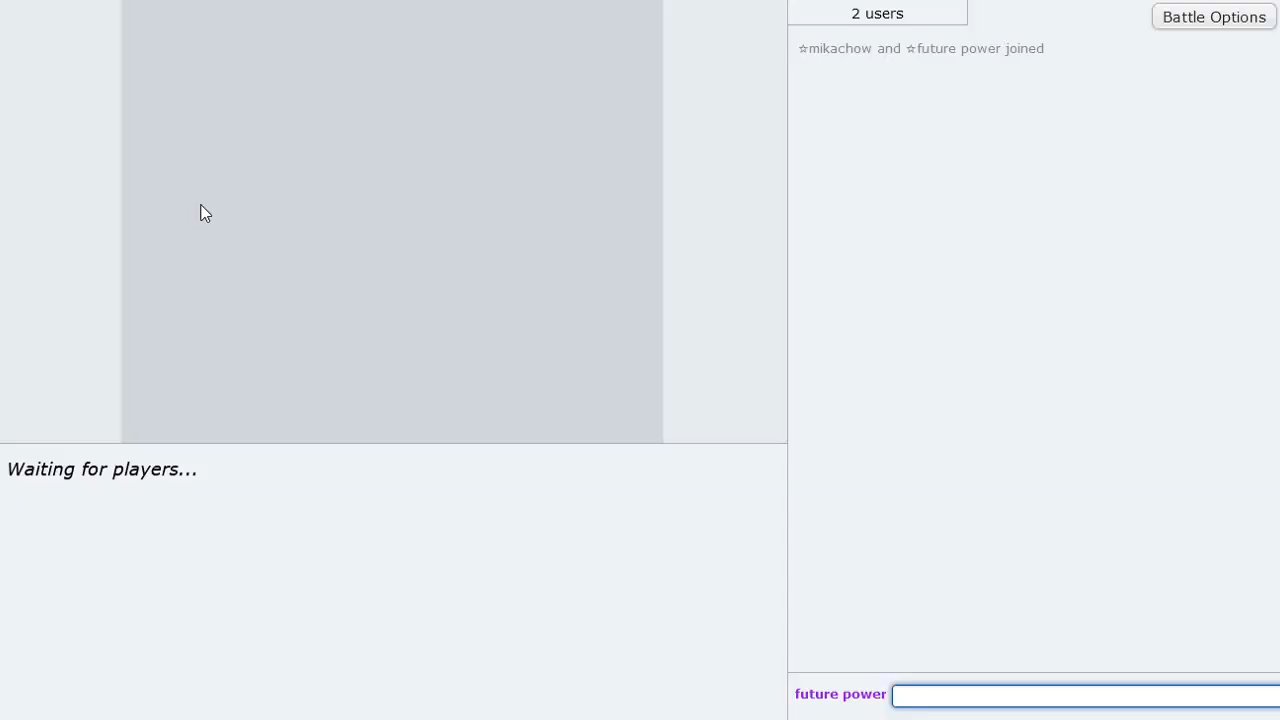 2 users
Battle Options
☆mikachow and ☆future power joined
Waiting for players...
future power